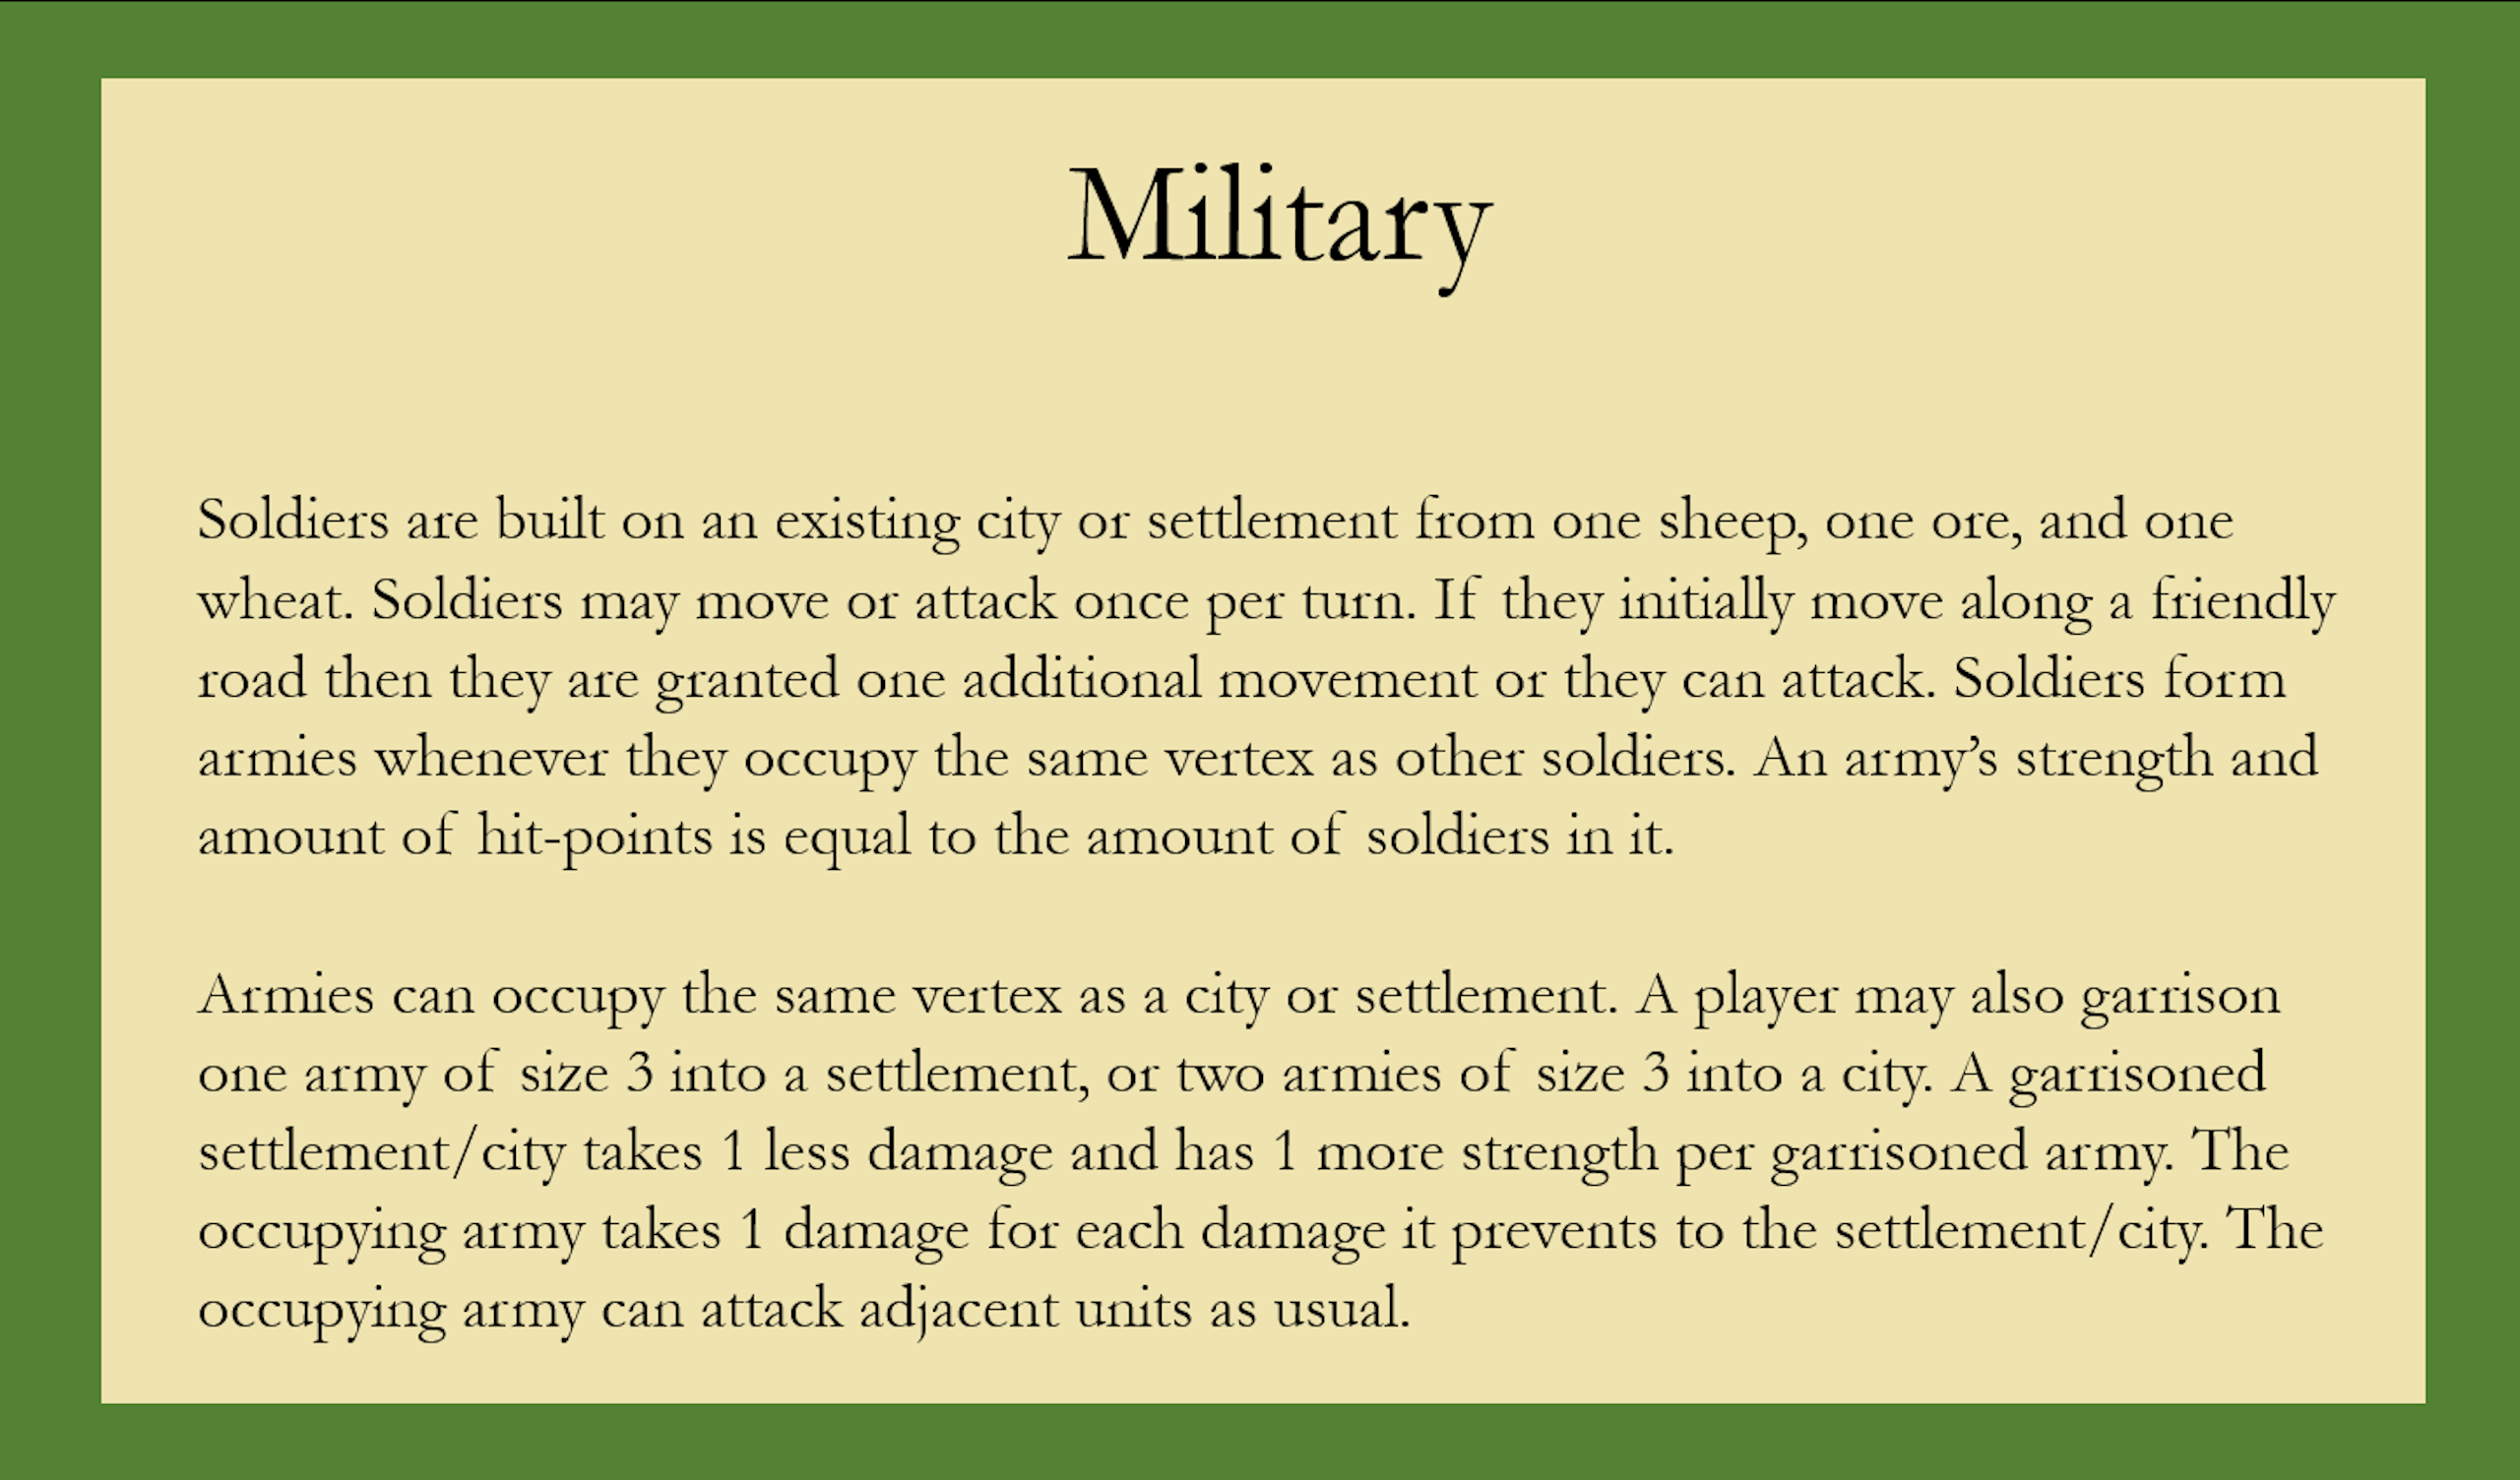 Military
Soldiers are built on an existing city or settlement from one sheep, one ore, and one
wheat. Soldiers may move or attack once per turn. If they initially move along a friendly
road then they are granted one additional movement or they can attack. Soldiers form
armies whenever they occupy the same vertex as other soldiers. An army’s strength and
amount of hit-points is equal to the amount of soldiers in it.
Armies can occupy the same vertex as a city or settlement. A player may also garrison
one army of size 3 into a settlement, or two armies of size 3 into a city. A garrisoned
settlement/city takes 1 less damage and has 1 more strength per garrisoned army. The
occupying army takes 1 damage for each damage it prevents to the settlement/city. The
occupying army can attack adjacent units as usual.